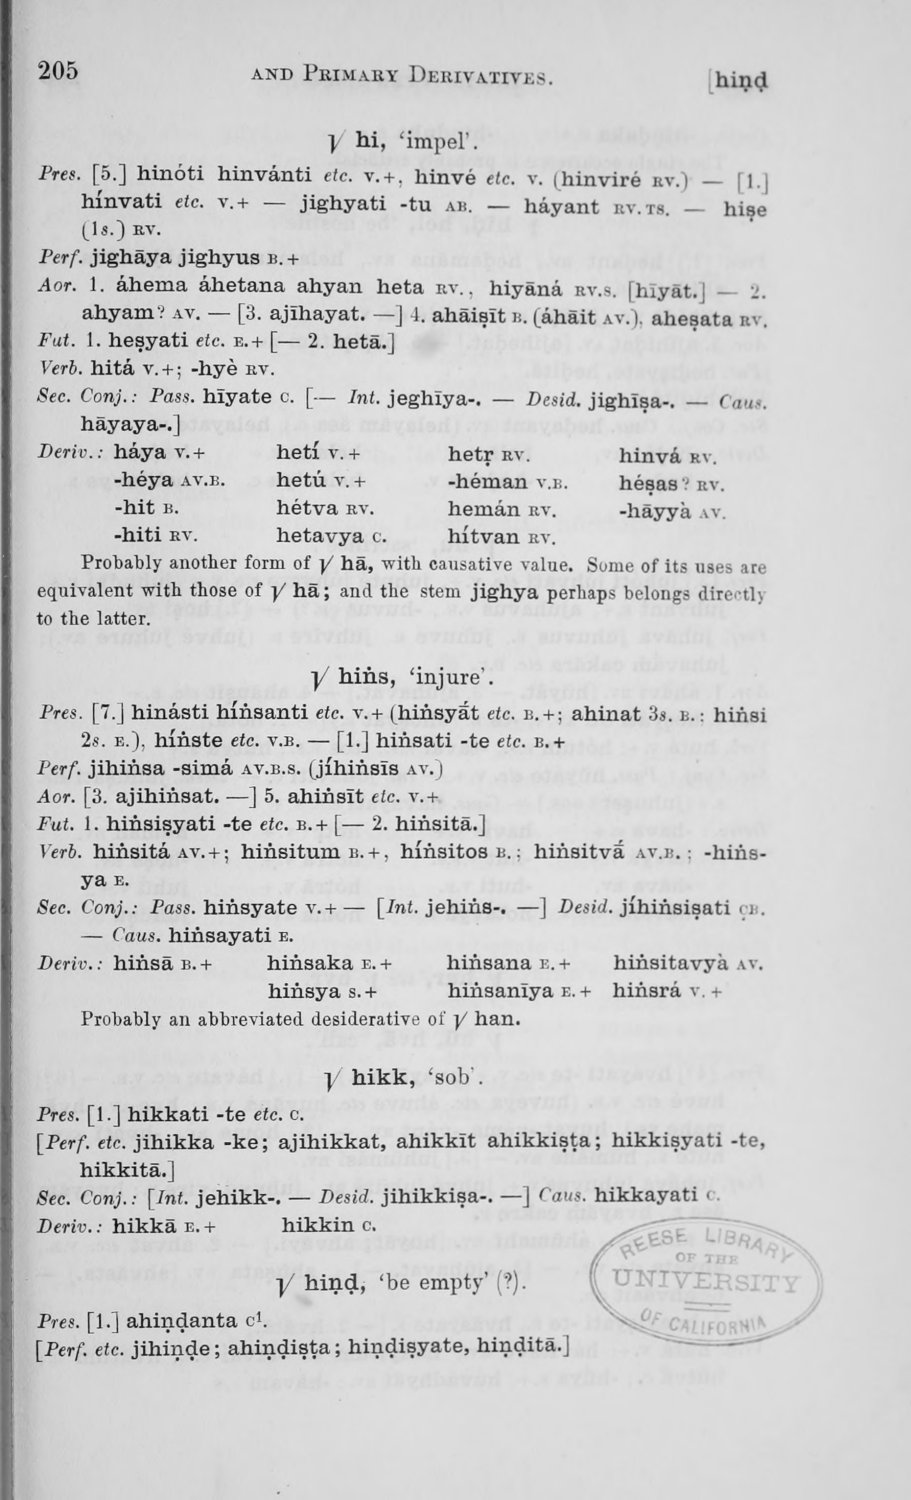 205 AND PRIMARY DERIVATIVES. [hiṇḍ
√ hi, ‘impel’.
Pres. [5.] hinóti hinvánti etc. V.+, hinvé etc. V. (hinviré RV.) — [1.]
hínvati etc. V.+ — jighyati -tu AB. — háyant RV.TS. — hiṣe
(1s.) RV.
Perf. jighāya jighyus B.+
Aor. 1. áhema áhetana ahyan heta RV., hiyāná RV.S. [hīyāt.] — 2.
ahyam? AV. — [3. ajīhayat. —] 4. ahāiṣīt B. (áhāit AV.), aheṣata RV.
Fut. 1. heṣyati etc. E.+ [— 2. hetā.]
Verb. hitá V.+; -hyè RV.
Sec. Conj.: Pass. hīyate C. [— Int. jeghīya-. — Desid. jighīṣa-. — Caus.
hāyaya-.]
Deriv.: háya V.+ hetí V.+ hetṛ RV. hinvá RV.
-héya AV.B. hetú V.+ -héman V.B. héṣas? RV.
-hit B. hétva RV. hemán RV. -hāyyà AV.
-hiti RV. hetavya C. hítvan RV.
Probably another form of √ hā, with causative value. Some of its uses are
equivalent with those of √ hā; and the stem jighya perhaps belongs directly
to the latter.
√ hiṅs, ‘injure’.
Pres. [7.] hinásti híṅsanti etc. V.+ (hiṅsyā́t etc. B.+; ahinat 3s. B.; hiṅsi
2s. E.), híṅste etc. V.B. — [1.] hiṅsati -te etc. B.+
Perf. jihiṅsa -simá AV.B.S. (jíhiṅsīs AV.)
Aor. [3. ajihiṅsat. —] 5. ahiṅsīt etc. V.+
Fut. 1. hiṅsiṣyati -te etc. B.+ [— 2. hiṅsitā.]
Verb. hiṅsitá AV.+; hiṅsitum B.+, híṅsitos B.; hiṅsitvā́ AV.B.; -hiṅs-
ya E.
Sec. Conj.: Pass. hiṅsyate V.+ — [Int. jehiṅs-. —] Desid. jíhiṅsiṣati ÇB.
— Caus. hiṅsayati E.
Deriv.: hiṅsā B.+ hiṅsaka E.+ hiṅsana E.+ hiṅsitavyà AV.
hiṅsya S.+ hiṅsanīya E.+ hiṅsrá V.+
Probably an abbreviated desiderative of √ han.
√ hikk, ‘sob’.
Pres. [1.] hikkati -te etc. C.
[Perf. etc. jihikka -ke; ajihikkat, ahikkīt ahikkiṣṭa; hikkiṣyati -te,
hikkitā.]
Sec. Conj.: [Int. jehikk-. — Desid. jihikkiṣa-. —] Caus. hikkayati C.
Deriv.: hikkā E.+ hikkin C.
√ hiṇḍ, ‘be empty’ (?).
Pres. [1.] ahiṇḍanta C¹.
[Perf. etc. jihiṇḍe; ahiṇḍiṣṭa; hiṇḍiṣyate, hiṇḍitā.]
REESE LIBRARY
OF THE
UNIVERSITY
OF CALIFORNIA